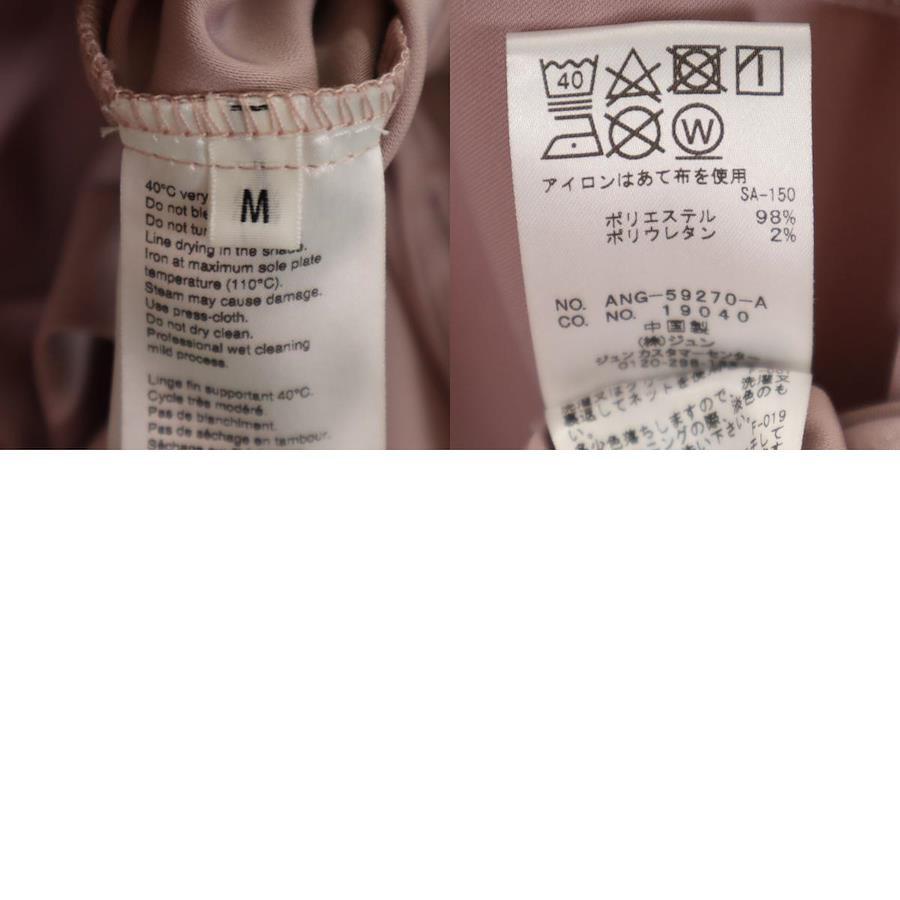 M
40°C very
Do not
Do not
Line drying in the shade.
Iron at maximum sole plate
temperature (110°C).
Steam may cause damage.
Use press-cloth.
Do not dry clean.
Professional wet cleaning
mild process.
Linge fin supportant 40°C.
Cycle très modéré.
Pas de blanchiment.
Pas de séchage en tambour.
40
W
アイロンはあて布を使用
SA-150
ポリエステル 98%
ポリウレタン 2%
NO. ANG-59270-A
CO. NO. 19040
中国製
(株)ジュン
ジュン カスタマーセンター
F-019